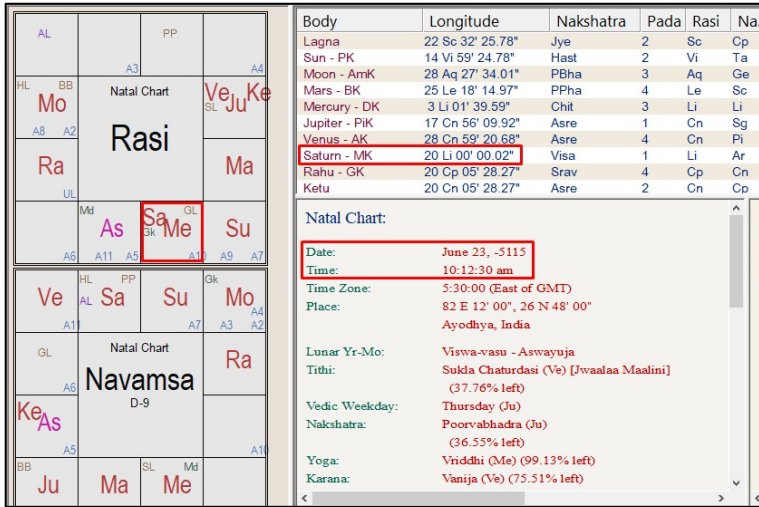 AL PP
A3 A4
HL BB Natal Chart Ve Ju Ke
Mo SL
Rasi
A8 A2
Ra Ma
UL
Md Sa GL
As Gk Me Su
A6 A11 A5 A10 A9 A7
HL PP Gk
Ve AL Sa Su Mo
A4
A11 A7 A3 A2
GL Natal Chart Ra
Navamsa
A6 D-9
Ke As
A5 A10
BB SL Md
Ju Ma Me
Body Longitude Nakshatra Pada Rasi Na.
Lagna 22 Sc 32' 25.78" Jye 2 Sc Cp
Sun - PK 14 Vi 59' 24.78" Hast 2 Vi Ta
Moon - AmK 28 Aq 27' 34.01" PBha 3 Aq Ge
Mars - BK 25 Le 18' 14.97" PPha 4 Le Sc
Mercury - DK 3 Li 01' 39.59" Chit 3 Li Li
Jupiter - PiK 17 Cn 56' 09.92" Asre 1 Cn Sg
Venus - AK 28 Cn 59' 20.68" Asre 4 Cn Pi
Saturn - MK 20 Li 00' 00.02" Visa 1 Li Ar
Rahu - GK 20 Cp 05' 28.27" Srav 4 Cp Cn
Ketu 20 Cn 05' 28.27" Asre 2 Cn Cp
Natal Chart:
Date: June 23, -5115
Time: 10:12:30 am
Time Zone: 5:30:00 (East of GMT)
Place: 82 E 12' 00", 26 N 48' 00"
Ayodhya, India
Lunar Yr-Mo: Viswa-vasu - Aswayuja
Tithi: Sukla Chaturdasi (Ve) [Jwaalaa Maalini]
(37.76% left)
Vedic Weekday: Thursday (Ju)
Nakshatra: Poorvabhadra (Ju)
(36.55% left)
Yoga: Vriddhi (Me) (99.13% left)
Karana: Vanija (Ve) (75.51% left)